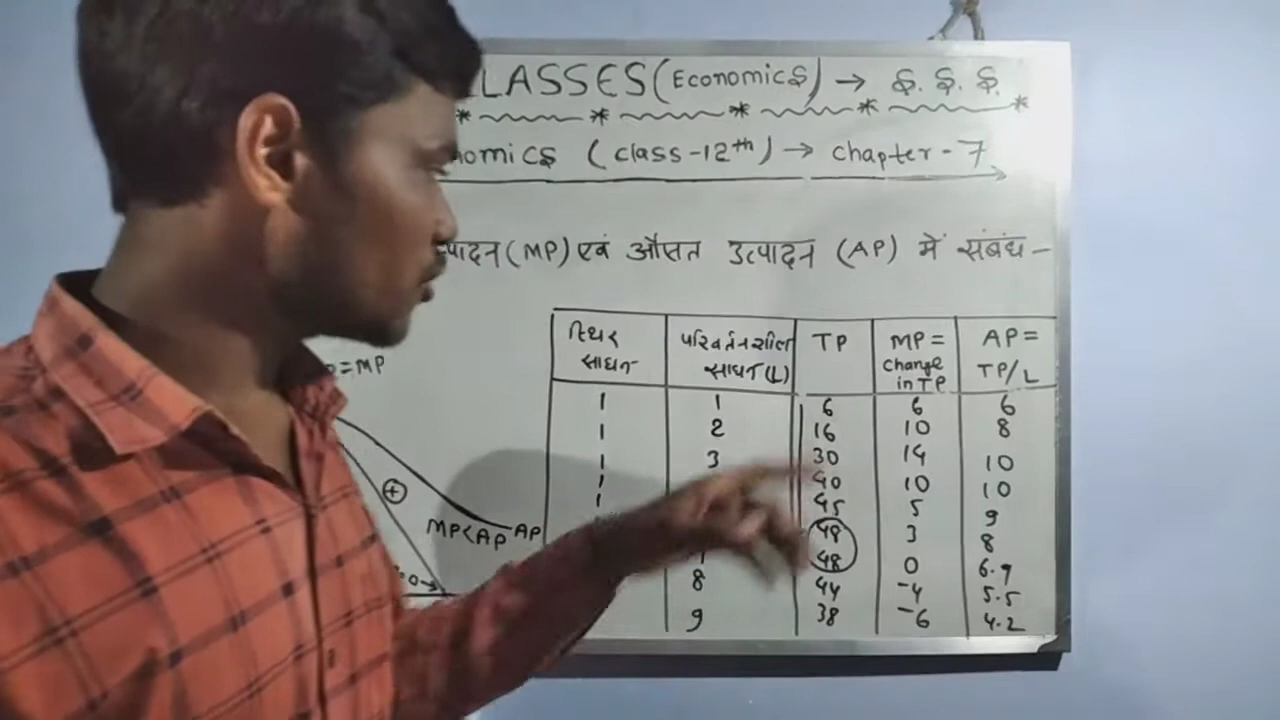 LASSES (Economics) → इ. इ. इ.
nomics (class-12th) → chapter - 7
त्पादन (MP) एवं औसत उत्पादन (AP) में संबंध -
=MP
MP<AP AP
स्थिर साधन परिवर्तनशील साधन (L) TP MP = change in TP AP = TP/L
1 1 6 6 6
1 2 16 10 8
1 3 30 14 10
1 40 10 10
1 45 5 9
48 3 8
48 0 6.9
8 44 -4 5.5
9 38 -6 4.2